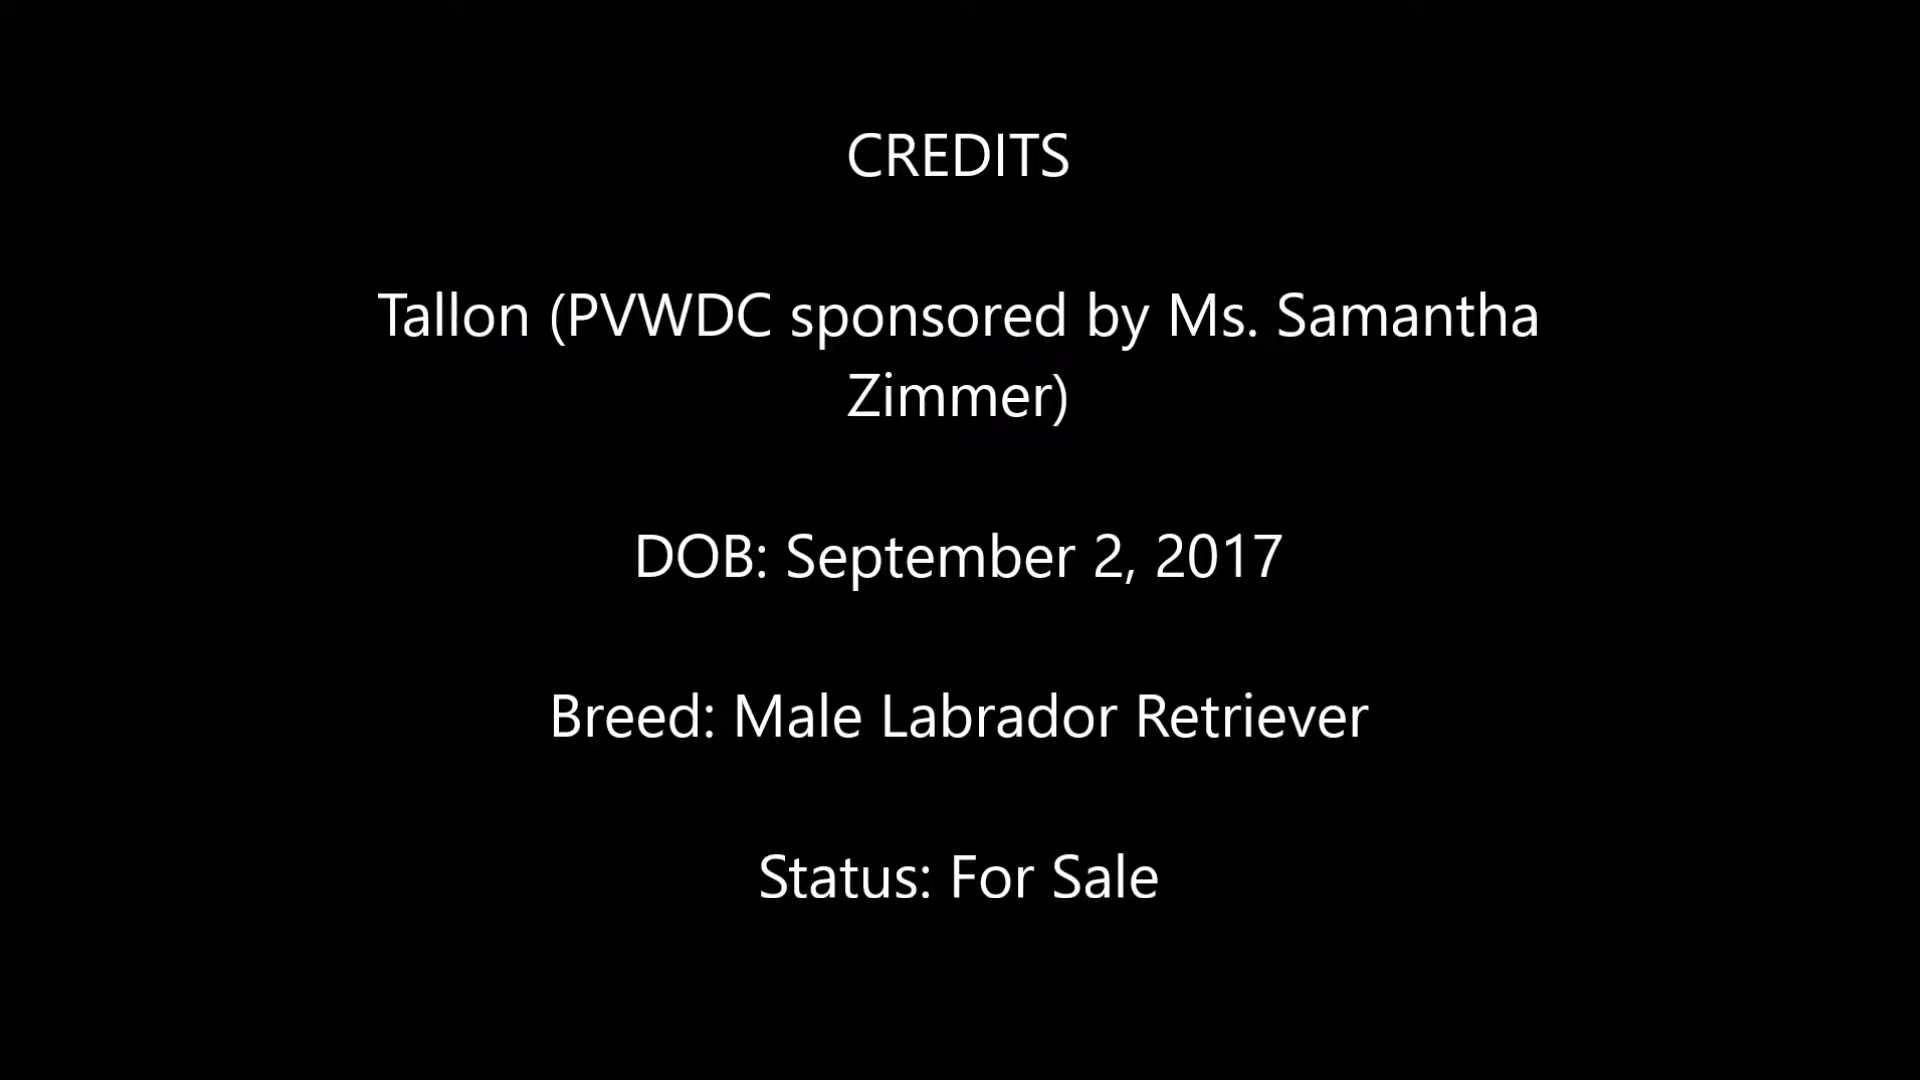 CREDITS
Tallon (PVWDC sponsored by Ms. Samantha
Zimmer)
DOB: September 2, 2017
Breed: Male Labrador Retriever
Status: For Sale